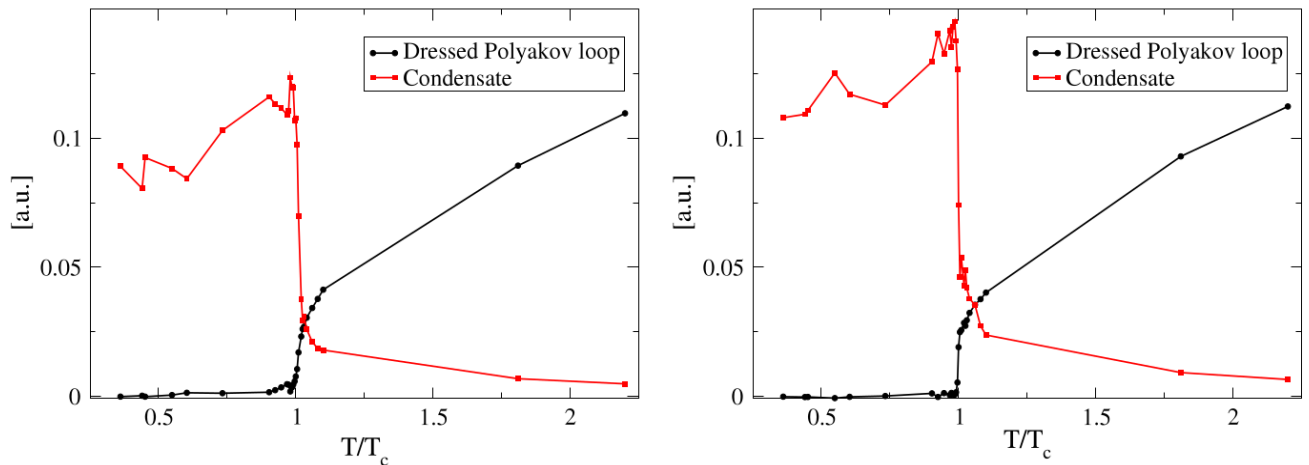 Dressed Polyakov loop
Condensate
0.1
0.05
0
[a.u.]
0.5
1
1.5
2
T/Tc
Dressed Polyakov loop
Condensate
0.1
0.05
0
[a.u.]
0.5
1
1.5
2
T/Tc